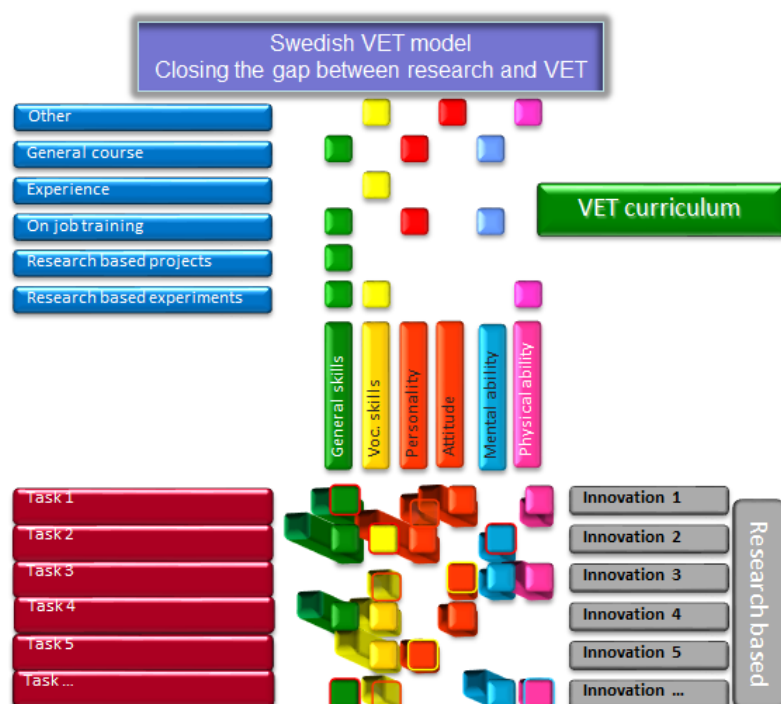 Swedish VET model
Closing the gap between research and VET
Other
General course
Experience
On job training
Research based projects
Research based experiments
VET curriculum
General skills
Voc. skills
Personality
Attitude
Mental ability
Physical ability
Task 1
Task 2
Task 3
Task 4
Task 5
Task ...
Innovation 1
Innovation 2
Innovation 3
Innovation 4
Innovation 5
Innovation ...
Research based